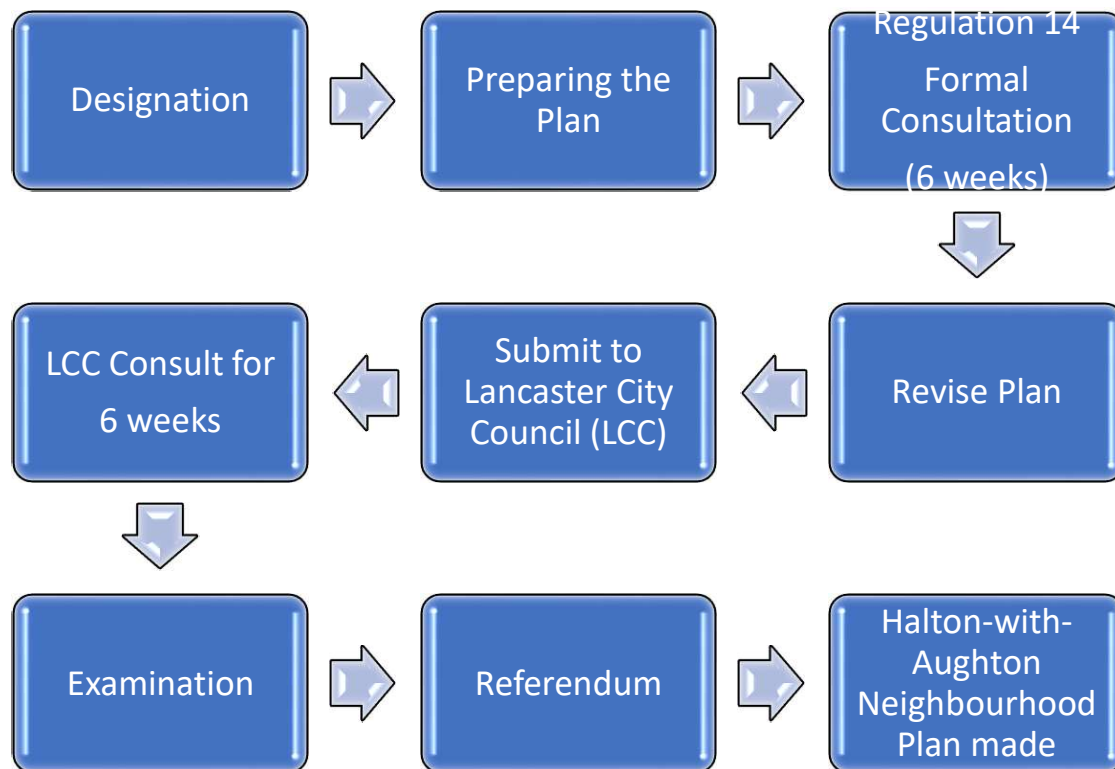 Designation
Preparing the
Plan
Regulation 14
Formal
Consultation
(6 weeks)
Revise Plan
Submit to
Lancaster City
Council (LCC)
LCC Consult for
6 weeks
Examination
Referendum
Halton-with-
Aughton
Neighbourhood
Plan made